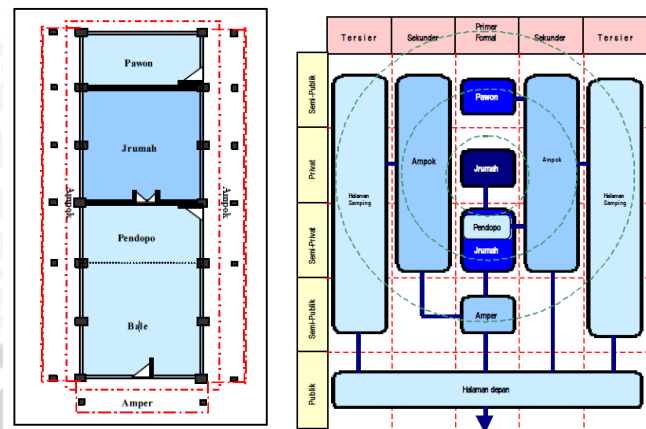 Pawon
Jrumah
Ampok
Ampok
Pendopo
Bale
Amper
Tersier
Sekunder
Primer
Formal
Sekunder
Tersier
Semi-Publik
Privat
Semi-Privat
Semi-Publik
Publik
Pawon
Ampok
Ampok
Jrumah
Halaman
Samping
Halaman
Samping
Pendopo
Jrumah
Amper
Halaman depan